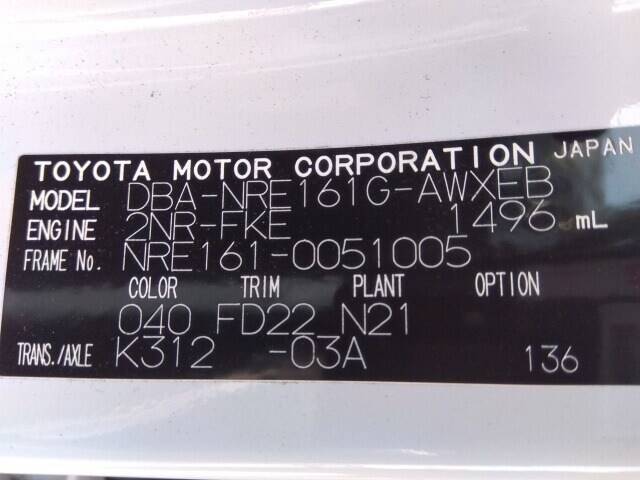 TOYOTA MOTOR CORPORATION JAPAN
MODEL DBA-NRE161G-AWXEB
ENGINE 2NR-FKE 1496 mL
FRAME No. NRE161-0051005
COLOR TRIM PLANT OPTION
040 FD22 N21
TRANS./AXLE K312 -03A 136